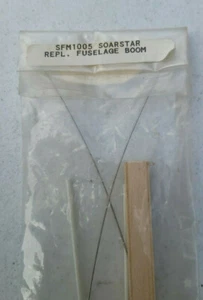 SFM1005 SOARSTAR
REPL. FUSELAGE BOOM